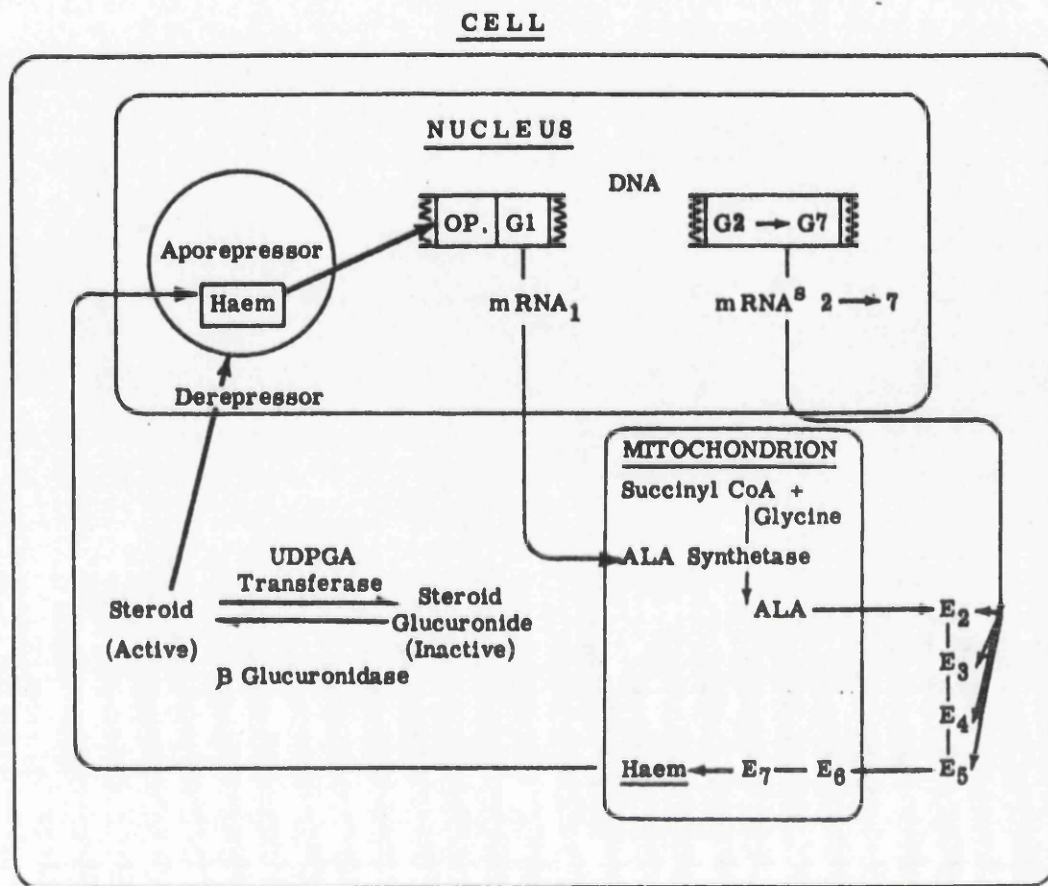 CELL
NUCLEUS
DNA
OP. G1
G2 → G7
Aporepressor
Haem
mRNA₁
mRNAˢ 2 → 7
Derepressor
MITOCHONDRION
Succinyl CoA +
Glycine
ALA Synthetase
ALA
UDPGA
Transferase
Steroid
(Active)
Steroid
Glucuronide
(Inactive)
β Glucuronidase
E₂
E₃
E₄
E₅
Haem ← E₇ — E₆